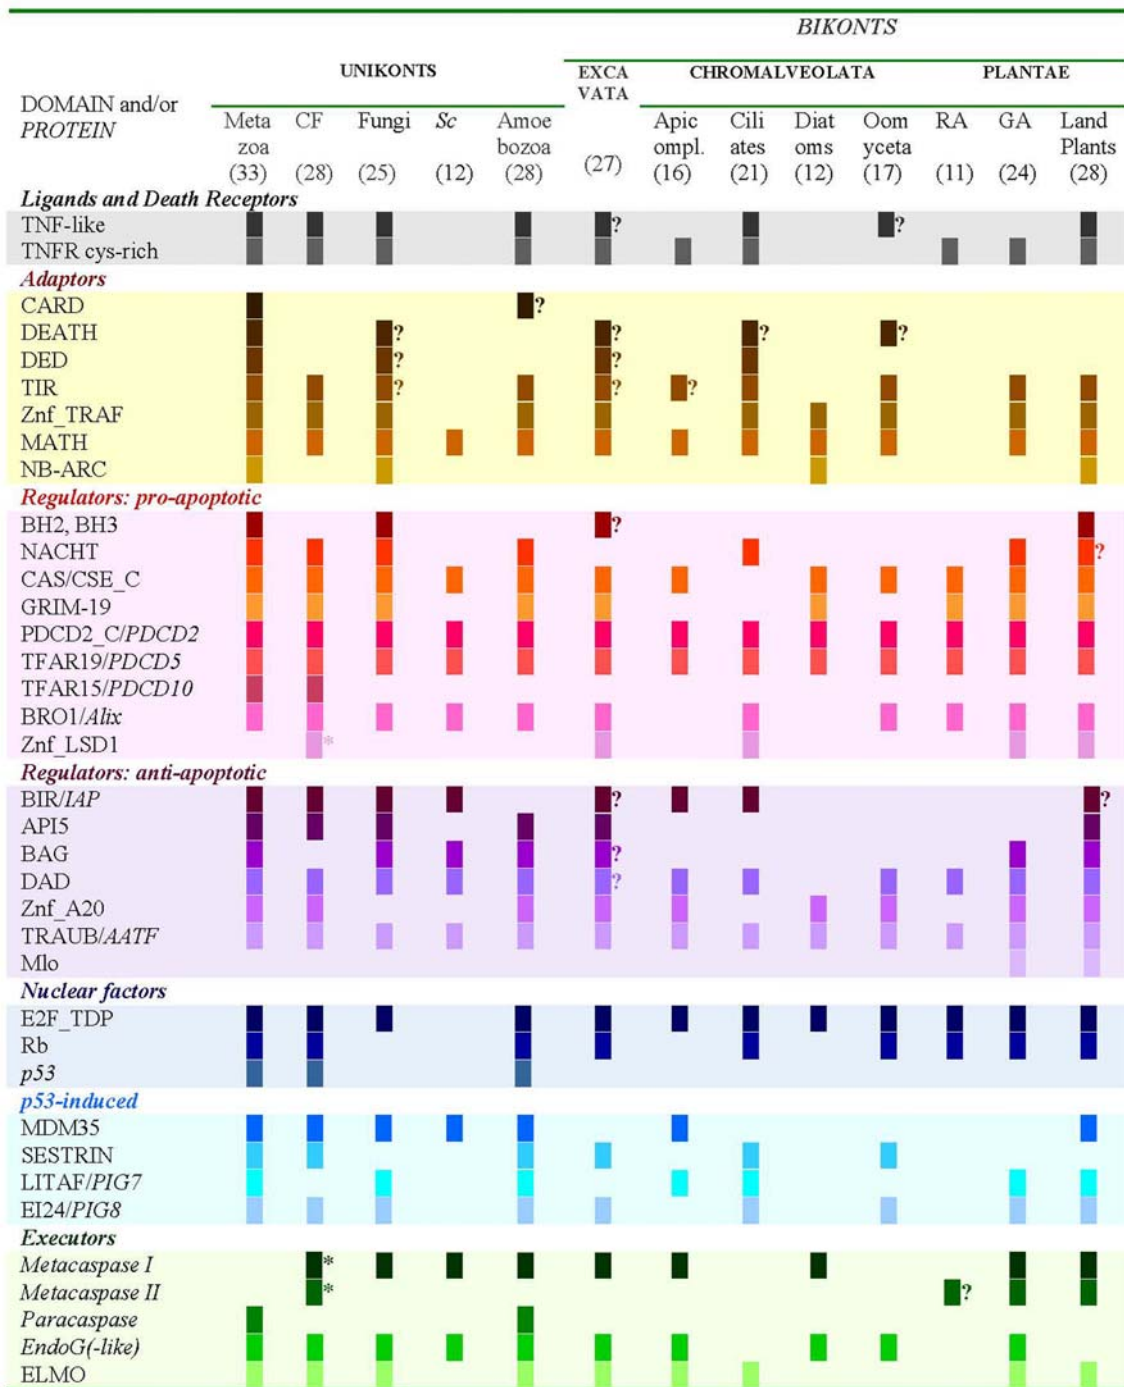 BIKONTS
UNIKONTS EXCA CHROMALVEOLATA PLANTAE
VATA
DOMAIN and/or
PROTEIN
Meta CF Fungi Sc Amoe Apic Cili Diat Oom RA GA Land
zoa bozoa ompl. ates oms yceta Plants
(33) (28) (25) (12) (28) (27) (16) (21) (12) (17) (11) (24) (28)
Ligands and Death Receptors
TNF-like ? ?
TNFR cys-rich
Adaptors
CARD ?
DEATH ? ? ? ?
DED ? ?
TIR ? ? ?
Znf_TRAF
MATH
NB-ARC
Regulators: pro-apoptotic
BH2, BH3 ?
NACHT ?
CAS/CSE_C
GRIM-19
PDCD2_C/PDCD2
TFAR19/PDCD5
TFAR15/PDCD10
BRO1/Alix
Znf_LSD1 *
Regulators: anti-apoptotic
BIR/IAP ? ?
API5
BAG ?
DAD ?
Znf_A20
TRAUB/AATF
Mlo
Nuclear factors
E2F_TDP
Rb
p53
p53-induced
MDM35
SESTRIN
LITAF/PIG7
EI24/PIG8
Executors
Metacaspase I *
Metacaspase II * ?
Paracaspase
EndoG(-like)
ELMO